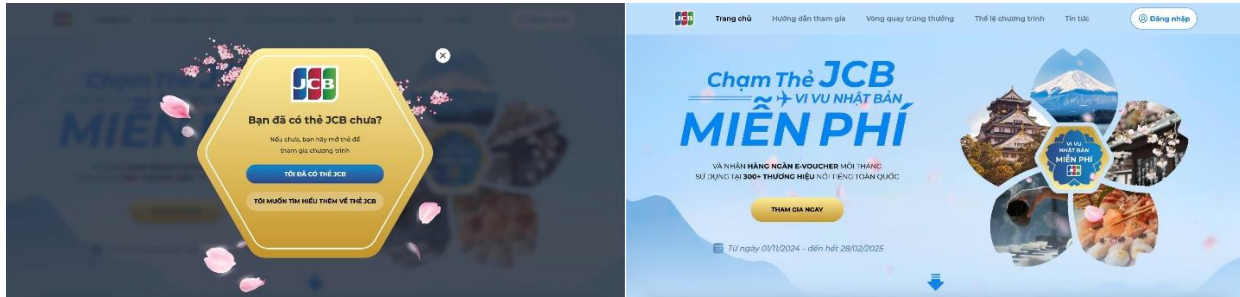 JCB
Bạn đã có thẻ JCB chưa?
Nếu chưa, bạn hãy mở thẻ để
tham gia chương trình
TÔI ĐÃ CÓ THẺ JCB
TÔI MUỐN TÌM HIỂU THÊM VỀ THẺ JCB
JCB
Trang chủ
Hướng dẫn tham gia
Vòng quay trúng thưởng
Thể lệ chương trình
Tin tức
Đăng nhập
Chạm Thẻ JCB
VI VU NHẬT BẢN
MIỄN PHÍ
VÀ NHẬN HÀNG NGÀN E-VOUCHER MỖI THÁNG
SỬ DỤNG TẠI 300+ THƯƠNG HIỆU NỔI TIẾNG TOÀN QUỐC
THAM GIA NGAY
Từ ngày 01/11/2024 – đến hết 28/02/2025
VI VU
NHẬT BẢN
MIỄN PHÍ
JCB